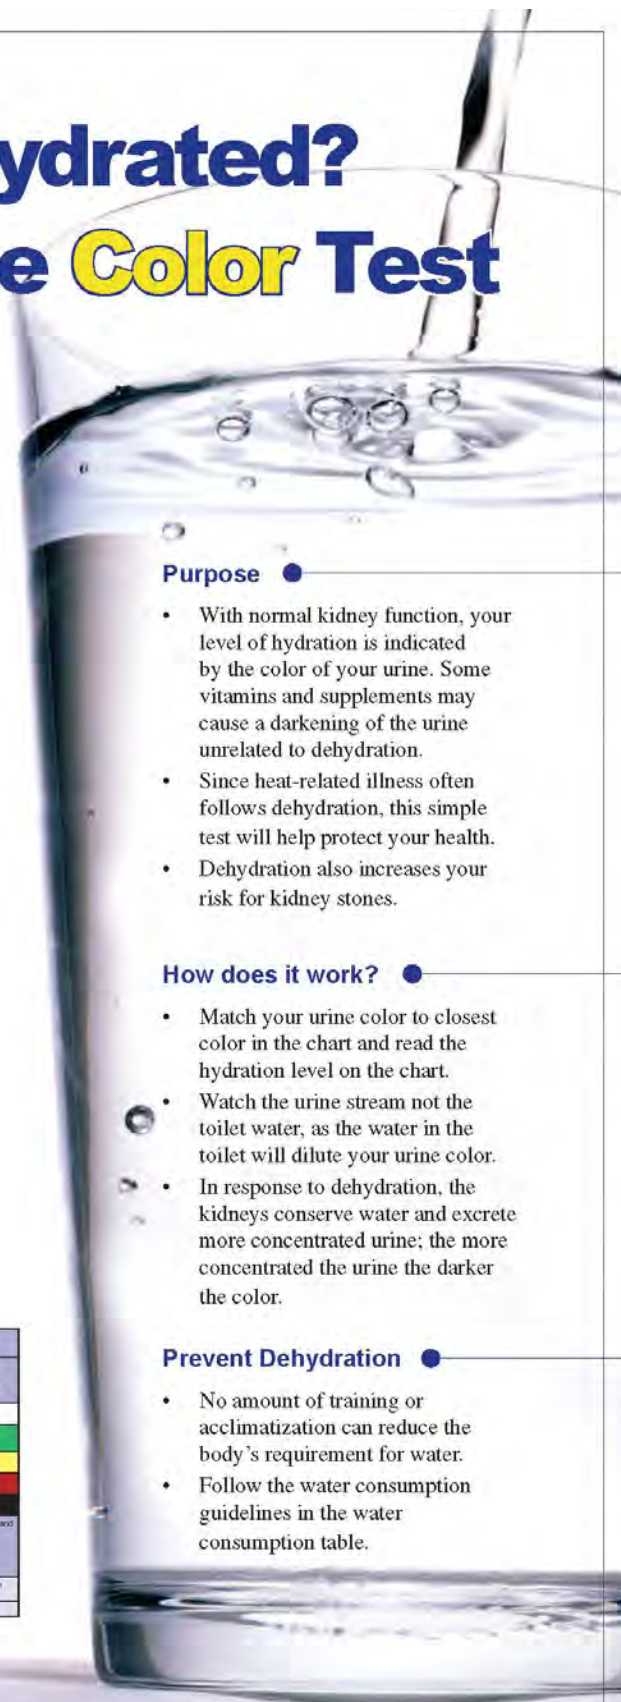 ydrated?
e Color Test
Purpose
• With normal kidney function, your
level of hydration is indicated
by the color of your urine. Some
vitamins and supplements may
cause a darkening of the urine
unrelated to dehydration.
• Since heat-related illness often
follows dehydration, this simple
test will help protect your health.
• Dehydration also increases your
risk for kidney stones.
How does it work?
• Match your urine color to closest
color in the chart and read the
hydration level on the chart.
• Watch the urine stream not the
toilet water, as the water in the
toilet will dilute your urine color.
• In response to dehydration, the
kidneys conserve water and excrete
more concentrated urine; the more
concentrated the urine the darker
the color.
Prevent Dehydration
• No amount of training or
acclimatization can reduce the
body's requirement for water.
• Follow the water consumption
guidelines in the water
consumption table.
and